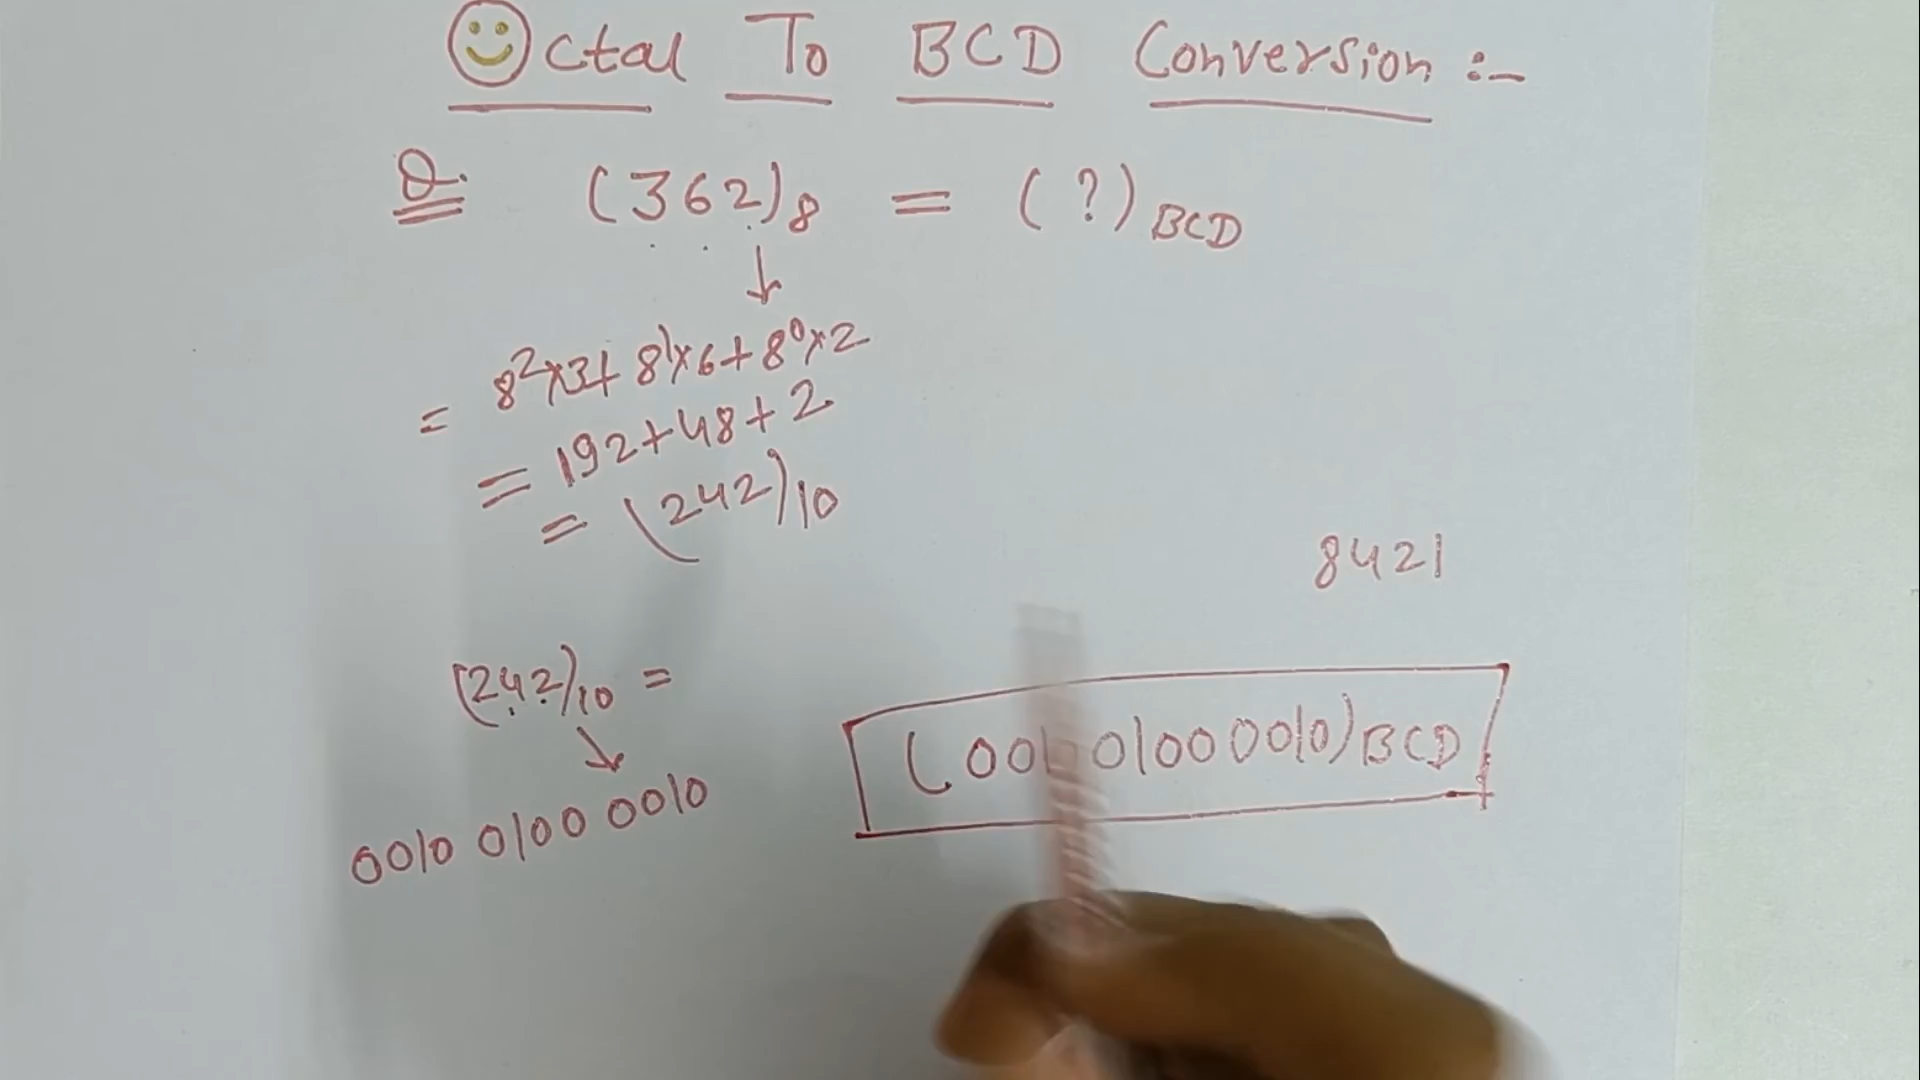 Octal To BCD Conversion :-
Q. (362)8 = (?)BCD
↓
= 8²×3+8¹×6+8⁰×2
= 192+48+2
= (242)10
8421
(242)10 =
↓
0010 0100 0010
(0010 0100 0010)BCD